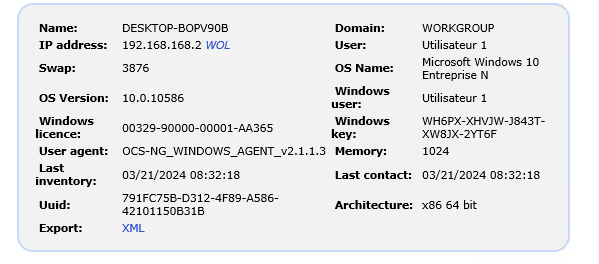 Name: DESKTOP-BOPV90B Domain: WORKGROUP
IP address: 192.168.168.2 WOL User: Utilisateur 1
Swap: 3876 OS Name: Microsoft Windows 10 Entreprise N
OS Version: 10.0.10586 Windows user: Utilisateur 1
Windows licence: 00329-90000-00001-AA365 Windows key: WH6PX-XHVJW-J843T-XW8JX-2YT6F
User agent: OCS-NG_WINDOWS_AGENT_v2.1.1.3 Memory: 1024
Last inventory: 03/21/2024 08:32:18 Last contact: 03/21/2024 08:32:18
Uuid: 791FC75B-D312-4F89-A586-42101150B31B Architecture: x86 64 bit
Export: XML